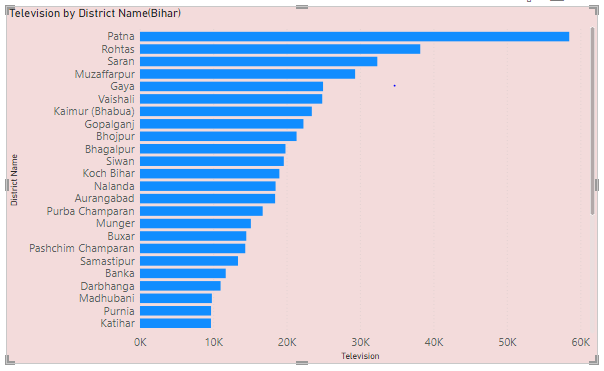 Television by District Name(Bihar)
Patna
Rohtas
Saran
Muzaffarpur
Gaya
Vaishali
Kaimur (Bhabua)
Gopalganj
Bhojpur
Bhagalpur
Siwan
Koch Bihar
Nalanda
Aurangabad
Purba Champaran
Munger
Buxar
Pashchim Champaran
Samastipur
Banka
Darbhanga
Madhubani
Purnia
Katihar
District Name
0K 10K 20K 30K 40K 50K 60K
Television